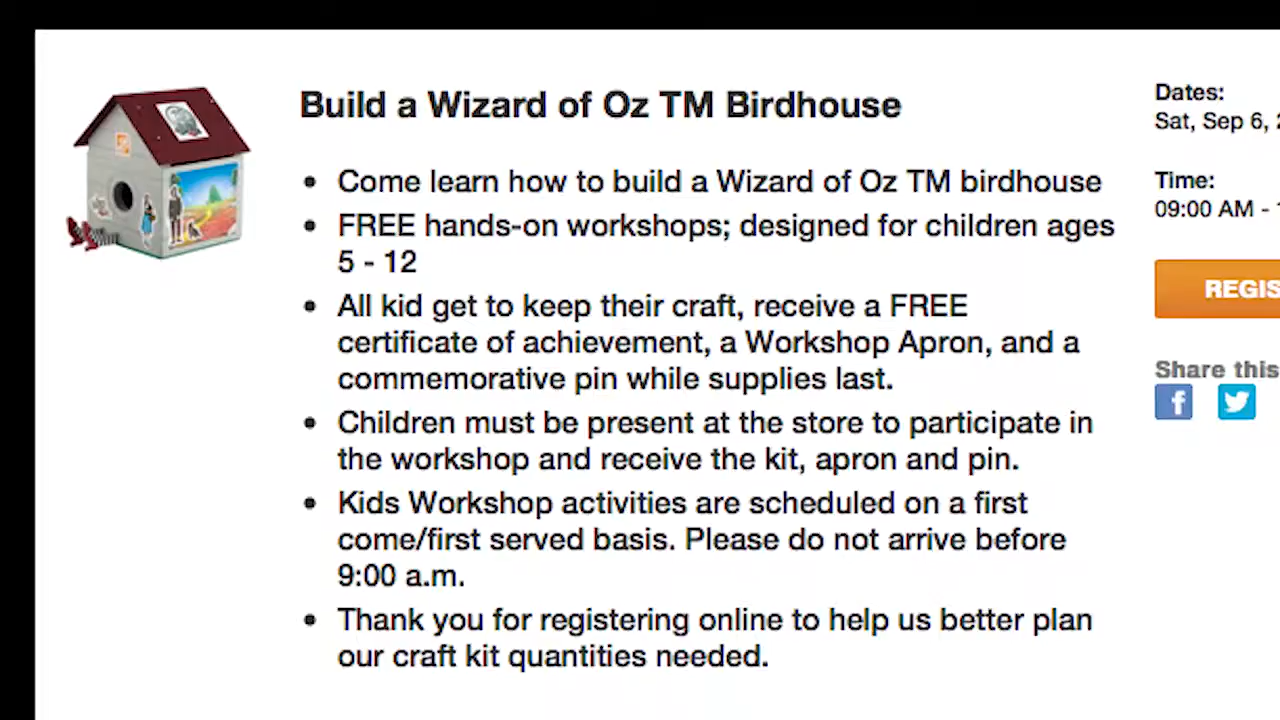 Build a Wizard of Oz TM Birdhouse
• Come learn how to build a Wizard of Oz TM birdhouse
• FREE hands-on workshops; designed for children ages
5 - 12
• All kid get to keep their craft, receive a FREE
certificate of achievement, a Workshop Apron, and a
commemorative pin while supplies last.
• Children must be present at the store to participate in
the workshop and receive the kit, apron and pin.
• Kids Workshop activities are scheduled on a first
come/first served basis. Please do not arrive before
9:00 a.m.
• Thank you for registering online to help us better plan
our craft kit quantities needed.
Dates:
Sat, Sep 6,
Time:
09:00 AM -
REGIS
Share this